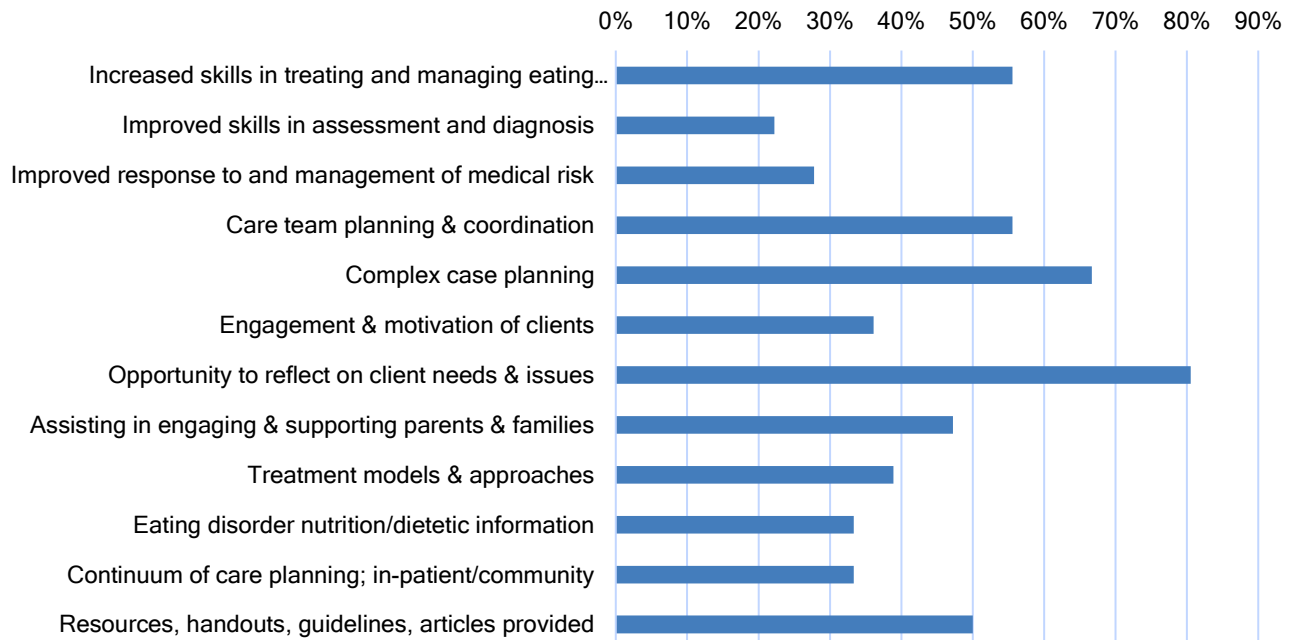 0% 10% 20% 30% 40% 50% 60% 70% 80% 90%
Increased skills in treating and managing eating…
Improved skills in assessment and diagnosis
Improved response to and management of medical risk
Care team planning & coordination
Complex case planning
Engagement & motivation of clients
Opportunity to reflect on client needs & issues
Assisting in engaging & supporting parents & families
Treatment models & approaches
Eating disorder nutrition/dietetic information
Continuum of care planning; in-patient/community
Resources, handouts, guidelines, articles provided